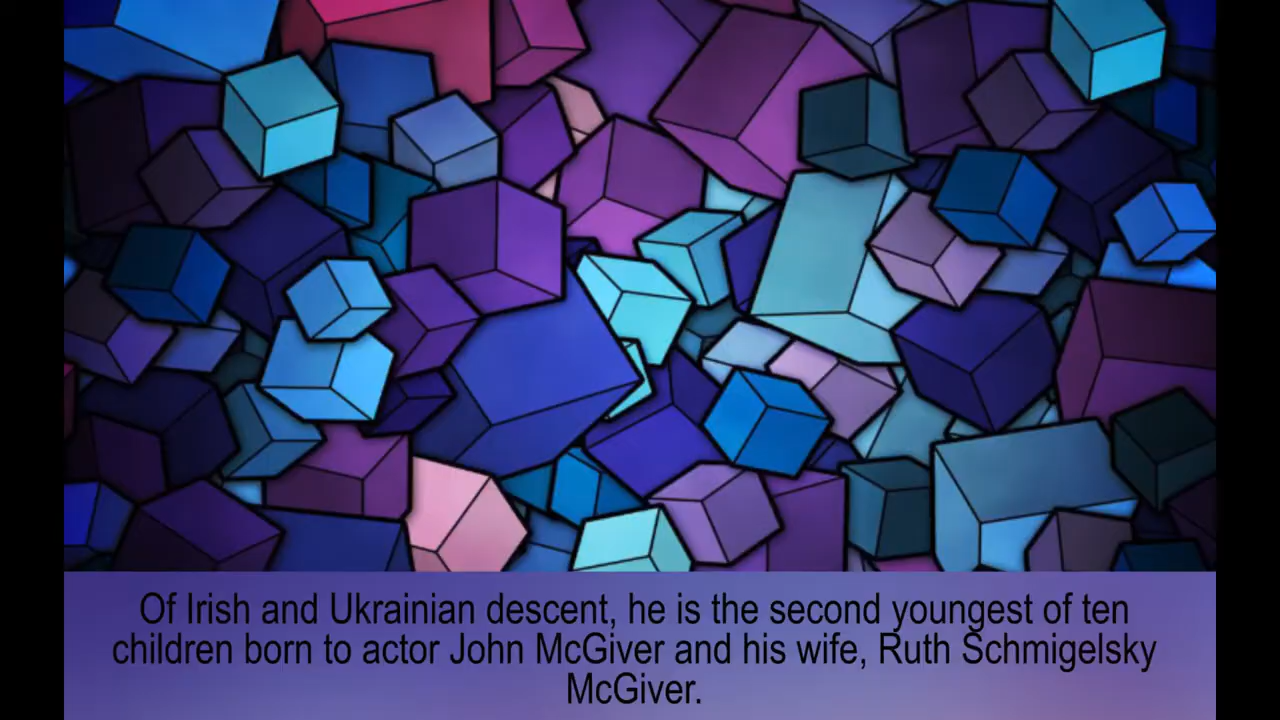 Of Irish and Ukrainian descent, he is the second youngest of ten
children born to actor John McGiver and his wife, Ruth Schmigelsky
McGiver.